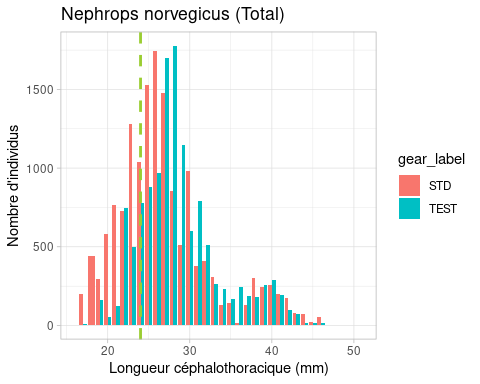 Nephrops norvegicus (Total)
1500
1000
500
0
20
30
40
50
Nombre d'individus
Longueur céphalothoracique (mm)
gear_label
STD
TEST